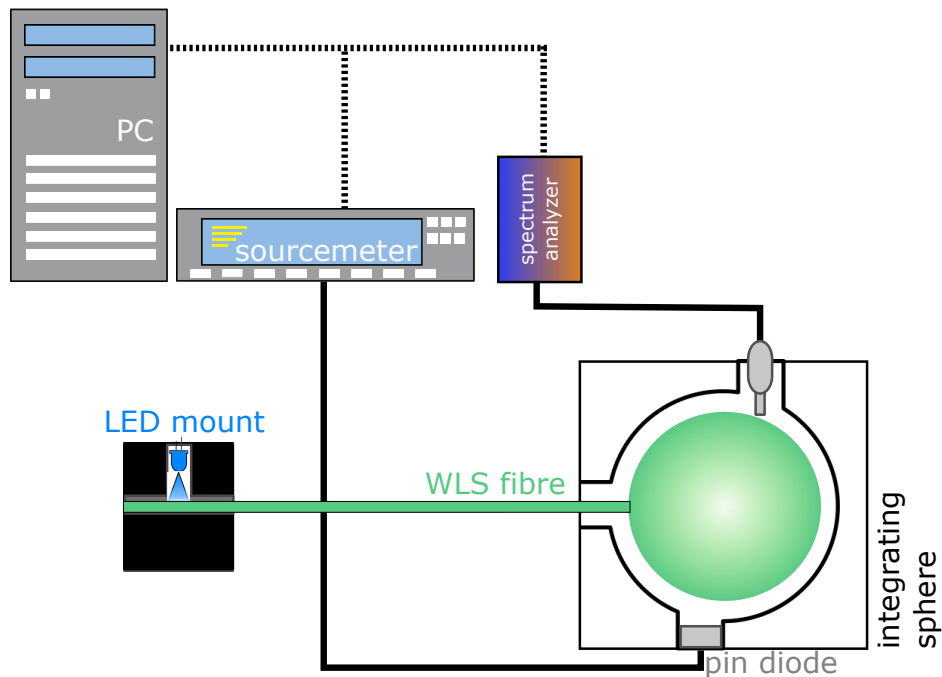 PC
sourcemeter
spectrum
analyzer
LED mount
WLS fibre
integrating
sphere
pin diode